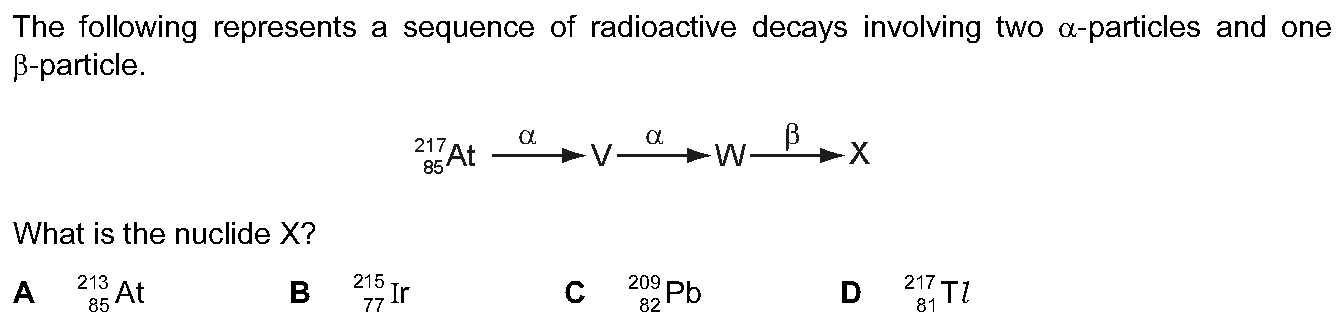 The following represents a sequence of radioactive decays involving two α-particles and one
β-particle.
²¹⁷₈₅At —α→ V —α→ W —β→ X
What is the nuclide X?
A ²¹³₈₅At B ²¹⁵₇₇Ir C ²⁰⁹₈₂Pb D ²¹⁷₈₁Tl